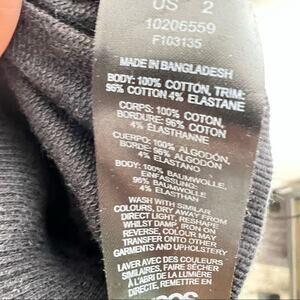 US 2
10206559
F103135
MADE IN BANGLADESH
BODY: 100% COTTON, TRIM:
96% COTTON 4% ELASTANE
CORPS: 100% COTON,
BORDURE: 96% COTON
4% ÉLASTHANNE
CUERPO: 100% ALGODÓN,
BORDE: 96% ALGODÓN
4% ELASTANO
BODY: 100% BAUMWOLLE,
EINFASSUNG:
96% BAUMWOLLE
4% ELASTHAN
WASH WITH SIMILAR
COLOURS, DRY AWAY FROM
DIRECT LIGHT, RESHAPE
WHILST DAMP, IRON ON
REVERSE, COLOUR MAY
TRANSFER ONTO OTHER
GARMENTS AND UPHOLSTERY
LAVER AVEC DES COULEURS
SIMILAIRES, FAIRE SÉCHER
À L'ABRI DE LA LUMIÈRE
DIRECTE, REMETTRE EN